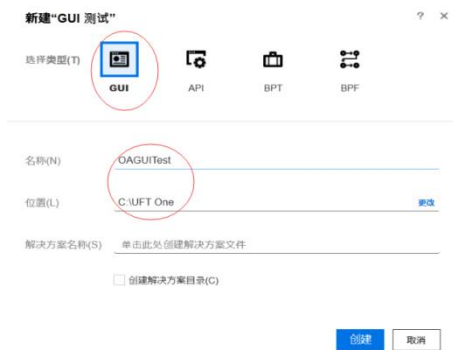 新建“GUI 测试”
? ×
选择类型(T)
GUI API BPT BPF
名称(N) OAGUITest
位置(L) C:\UFT One 更改
解决方案名称(S) 单击此处创建解决方案文件
创建解决方案目录(C)
创建 取消